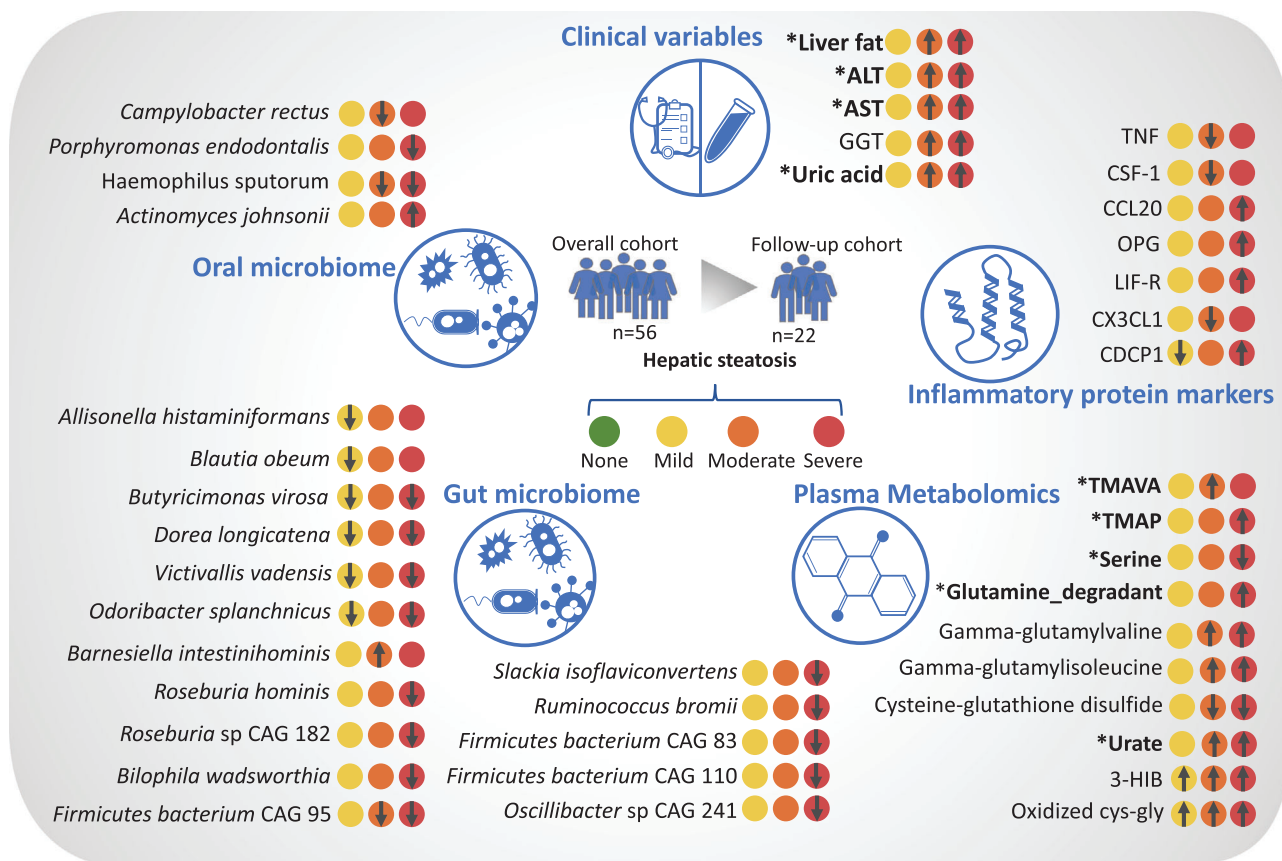 Clinical variables
*Liver fat
*ALT
*AST
GGT
*Uric acid
Campylobacter rectus
Porphyromonas endodontalis
Haemophilus sputorum
Actinomyces johnsonii
Oral microbiome
Overall cohort
n=56
Follow-up cohort
n=22
Hepatic steatosis
None
Mild
Moderate
Severe
TNF
CSF-1
CCL20
OPG
LIF-R
CX3CL1
CDCP1
Inflammatory protein markers
Allisonella histaminiformans
Blautia obeum
Butyricimonas virosa
Dorea longicatena
Victivallis vadensis
Odoribacter splanchnicus
Barnesiella intestinihominis
Roseburia hominis
Roseburia sp CAG 182
Bilophila wadsworthia
Firmicutes bacterium CAG 95
Gut microbiome
Slackia isoflaviconvertens
Ruminococcus bromii
Firmicutes bacterium CAG 83
Firmicutes bacterium CAG 110
Oscillibacter sp CAG 241
Plasma Metabolomics
*TMAVA
*TMAP
*Serine
*Glutamine_degradant
Gamma-glutamylvaline
Gamma-glutamylisoleucine
Cysteine-glutathione disulfide
*Urate
3-HIB
Oxidized cys-gly